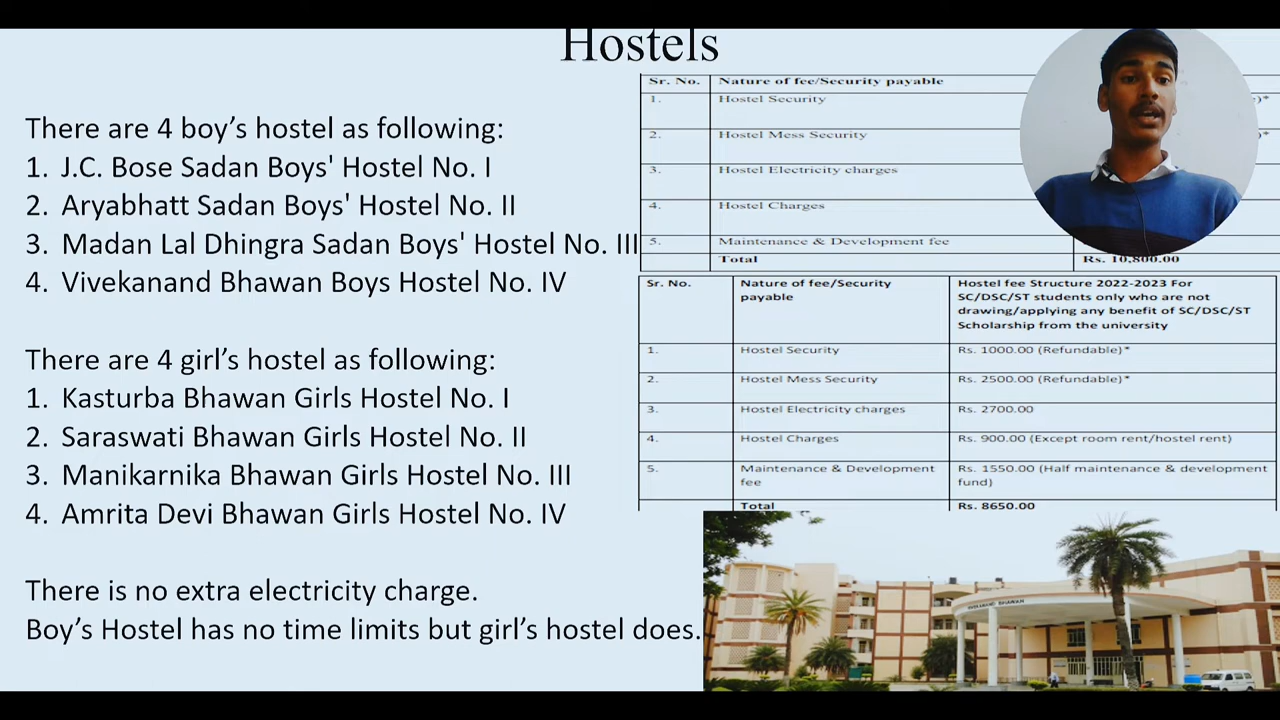 Hostels
There are 4 boy’s hostel as following:
1. J.C. Bose Sadan Boys' Hostel No. I
2. Aryabhatt Sadan Boys' Hostel No. II
3. Madan Lal Dhingra Sadan Boys' Hostel No. III
4. Vivekanand Bhawan Boys Hostel No. IV
There are 4 girl’s hostel as following:
1. Kasturba Bhawan Girls Hostel No. I
2. Saraswati Bhawan Girls Hostel No. II
3. Manikarnika Bhawan Girls Hostel No. III
4. Amrita Devi Bhawan Girls Hostel No. IV
There is no extra electricity charge.
Boy’s Hostel has no time limits but girl’s hostel does.
Sr. No. Nature of fee/Security payable
1. Hostel Security
2. Hostel Mess Security
3. Hostel Electricity charges
4. Hostel Charges
5. Maintenance & Development fee
Total Rs. 10,800.00
Sr. No. Nature of fee/Security Hostel fee Structure 2022-2023 For
payable SC/DSC/ST students only who are not
drawing/applying any benefit of SC/DSC/ST
Scholarship from the university
1. Hostel Security Rs. 1000.00 (Refundable)*
2. Hostel Mess Security Rs. 2500.00 (Refundable)*
3. Hostel Electricity charges Rs. 2700.00
4. Hostel Charges Rs. 900.00 (Except room rent/hostel rent)
5. Maintenance & Development Rs. 1550.00 (Half maintenance & development
fee fund)
Total Rs. 8650.00